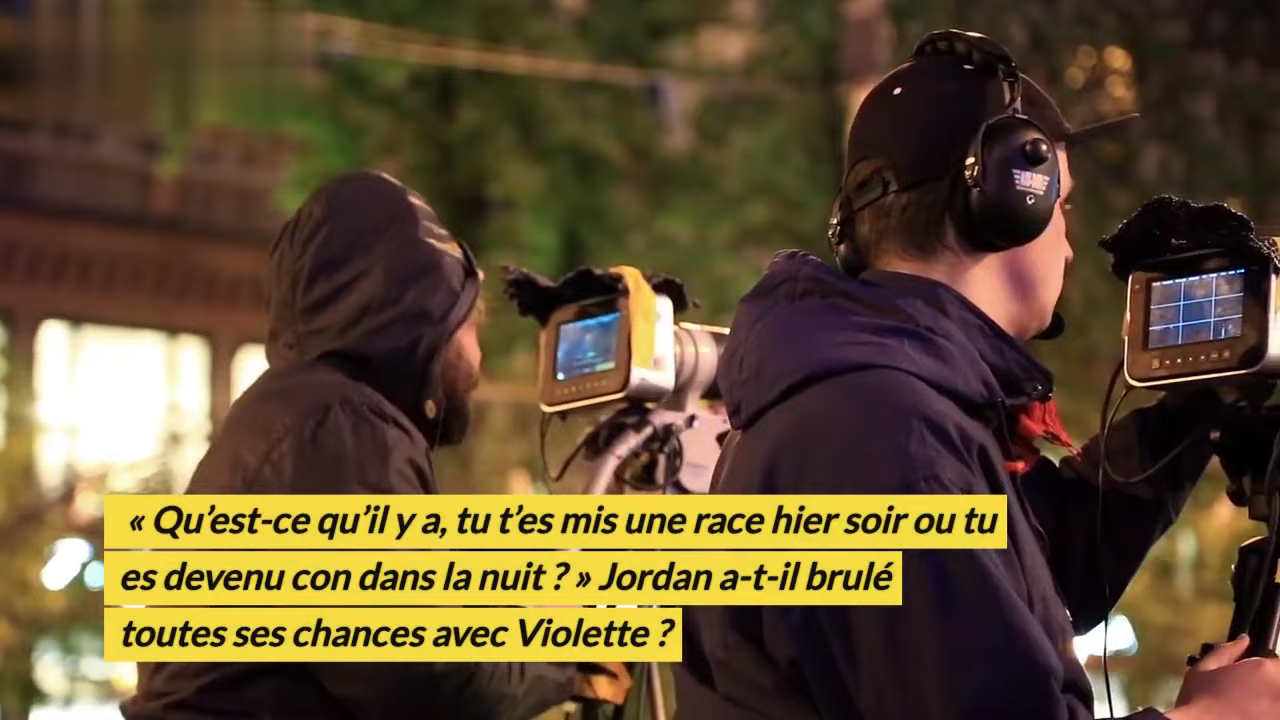 « Qu’est-ce qu’il y a, tu t’es mis une race hier soir ou tu
es devenu con dans la nuit ? » Jordan a-t-il brulé
toutes ses chances avec Violette ?